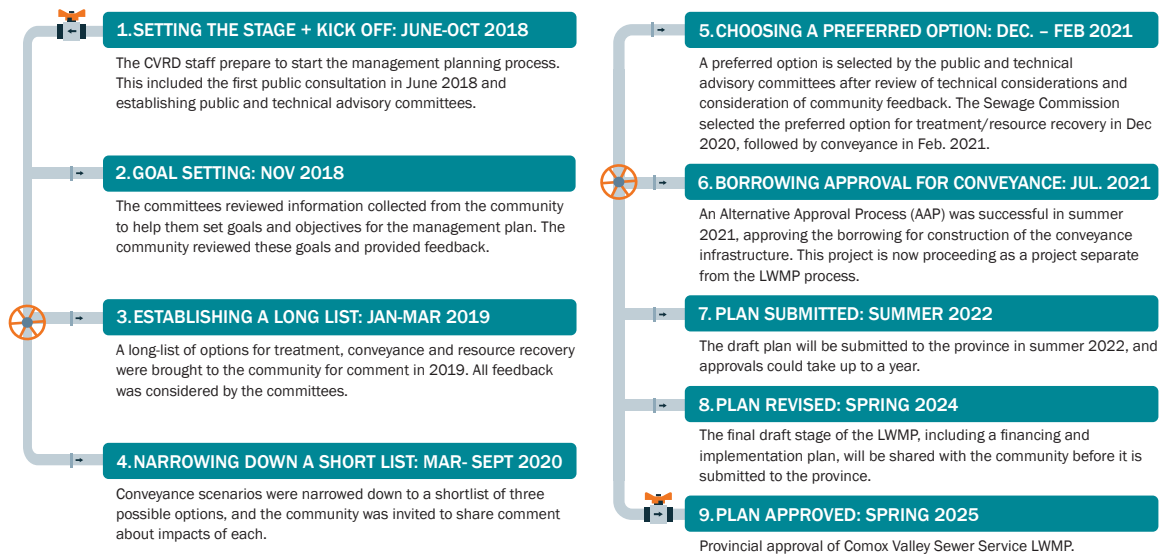 1.SETTING THE STAGE + KICK OFF: JUNE-OCT 2018
The CVRD staff prepare to start the management planning process.
This included the first public consultation in June 2018 and
establishing public and technical advisory committees.
2.GOAL SETTING: NOV 2018
The committees reviewed information collected from the community
to help them set goals and objectives for the management plan. The
community reviewed these goals and provided feedback.
3.ESTABLISHING A LONG LIST: JAN-MAR 2019
A long-list of options for treatment, conveyance and resource recovery
were brought to the community for comment in 2019. All feedback
was considered by the committees.
4.NARROWING DOWN A SHORT LIST: MAR- SEPT 2020
Conveyance scenarios were narrowed down to a shortlist of three
possible options, and the community was invited to share comment
about impacts of each.
5.CHOOSING A PREFERRED OPTION: DEC. – FEB 2021
A preferred option is selected by the public and technical
advisory committees after review of technical considerations and
consideration of community feedback. The Sewage Commission
selected the preferred option for treatment/resource recovery in Dec
2020, followed by conveyance in Feb. 2021.
6.BORROWING APPROVAL FOR CONVEYANCE: JUL. 2021
An Alternative Approval Process (AAP) was successful in summer
2021, approving the borrowing for construction of the conveyance
infrastructure. This project is now proceeding as a project separate
from the LWMP process.
7. PLAN SUBMITTED: SUMMER 2022
The draft plan will be submitted to the province in summer 2022, and
approvals could take up to a year.
8.PLAN REVISED: SPRING 2024
The final draft stage of the LWMP, including a financing and
implementation plan, will be shared with the community before it is
submitted to the province.
9.PLAN APPROVED: SPRING 2025
Provincial approval of Comox Valley Sewer Service LWMP.